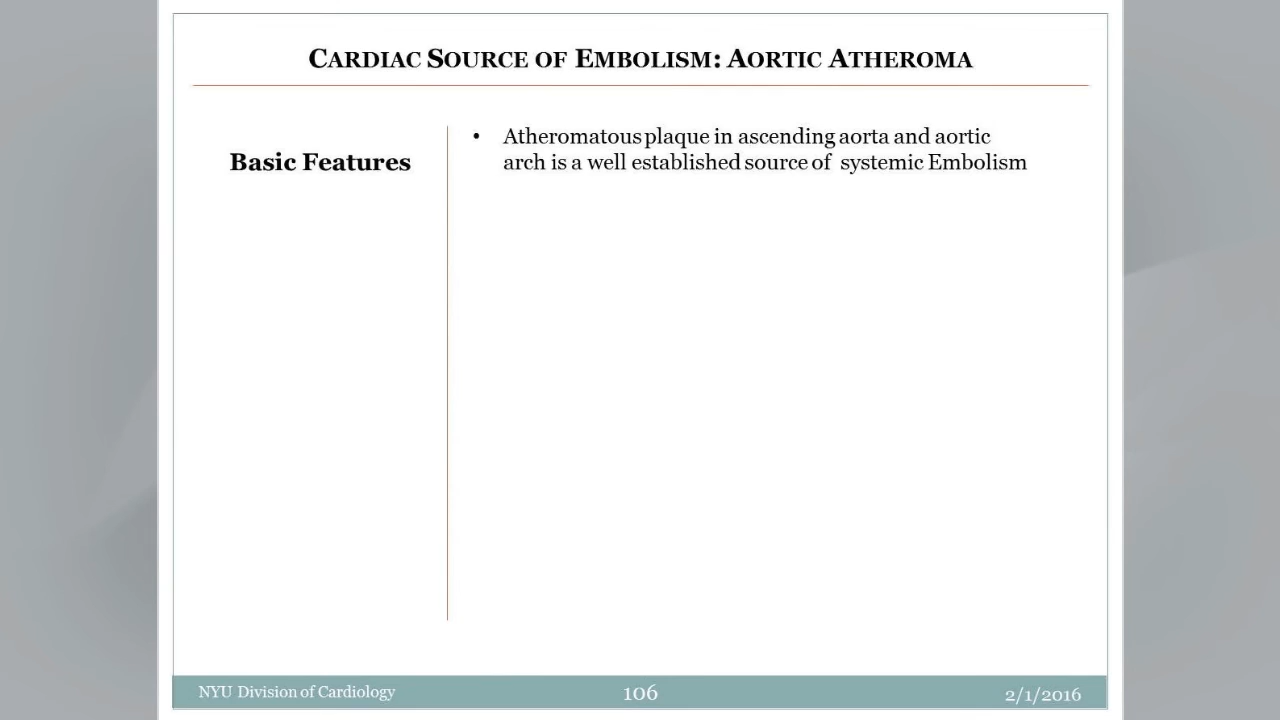 CARDIAC SOURCE OF EMBOLISM: AORTIC ATHEROMA
Basic Features
• Atheromatous plaque in ascending aorta and aortic
arch is a well established source of systemic Embolism
NYU Division of Cardiology
106
2/1/2016